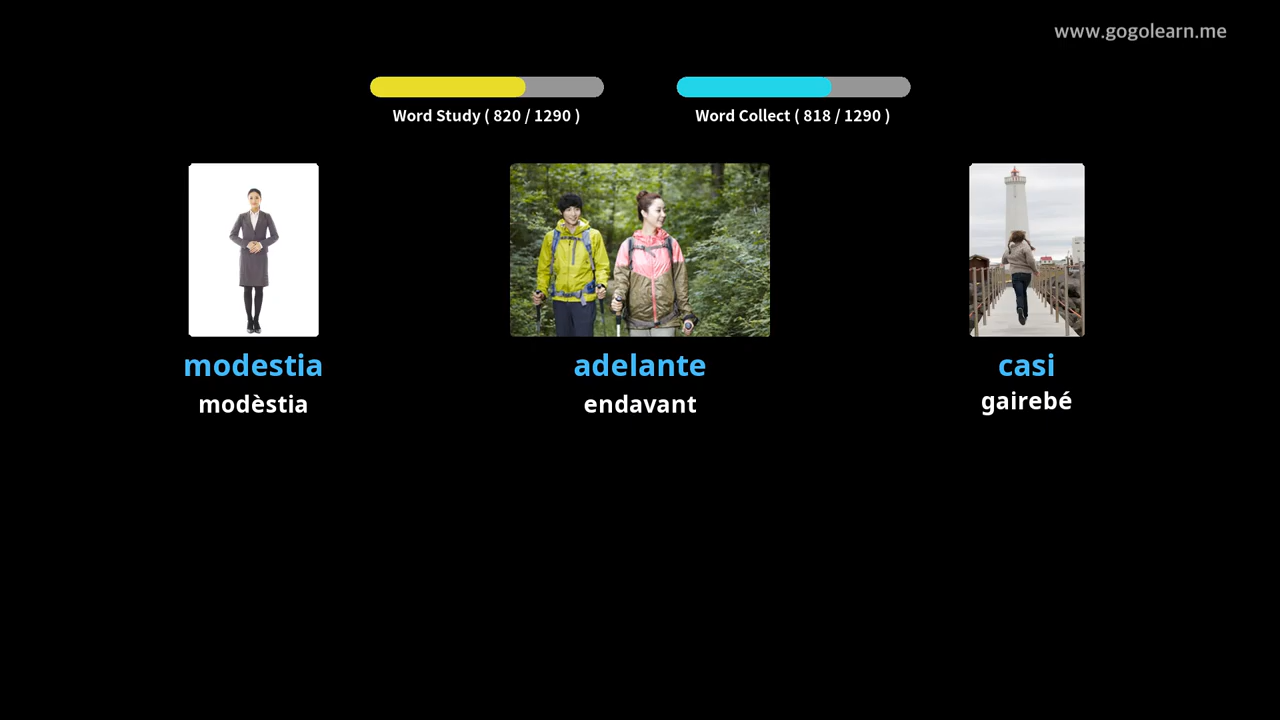 www.gogolearn.me
Word Study ( 820 / 1290 )
Word Collect ( 818 / 1290 )
modestia
modèstia
adelante
endavant
casi
gairebé